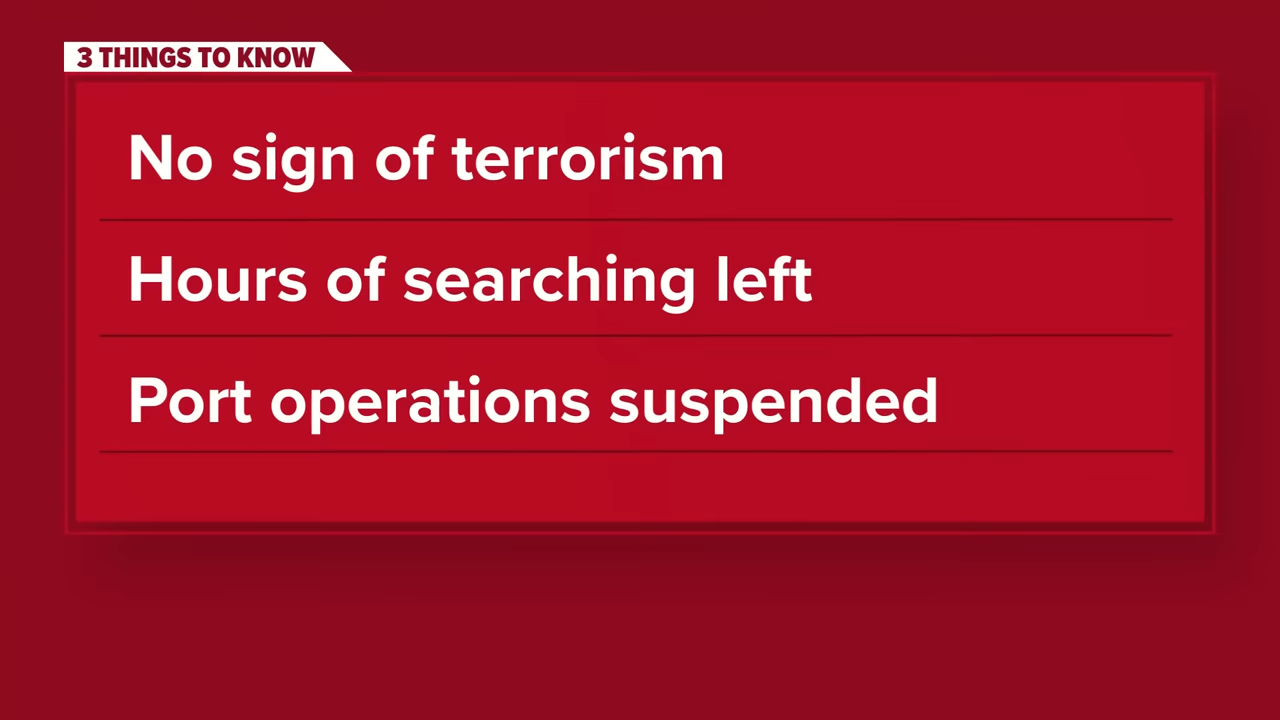 3 THINGS TO KNOW
No sign of terrorism
Hours of searching left
Port operations suspended